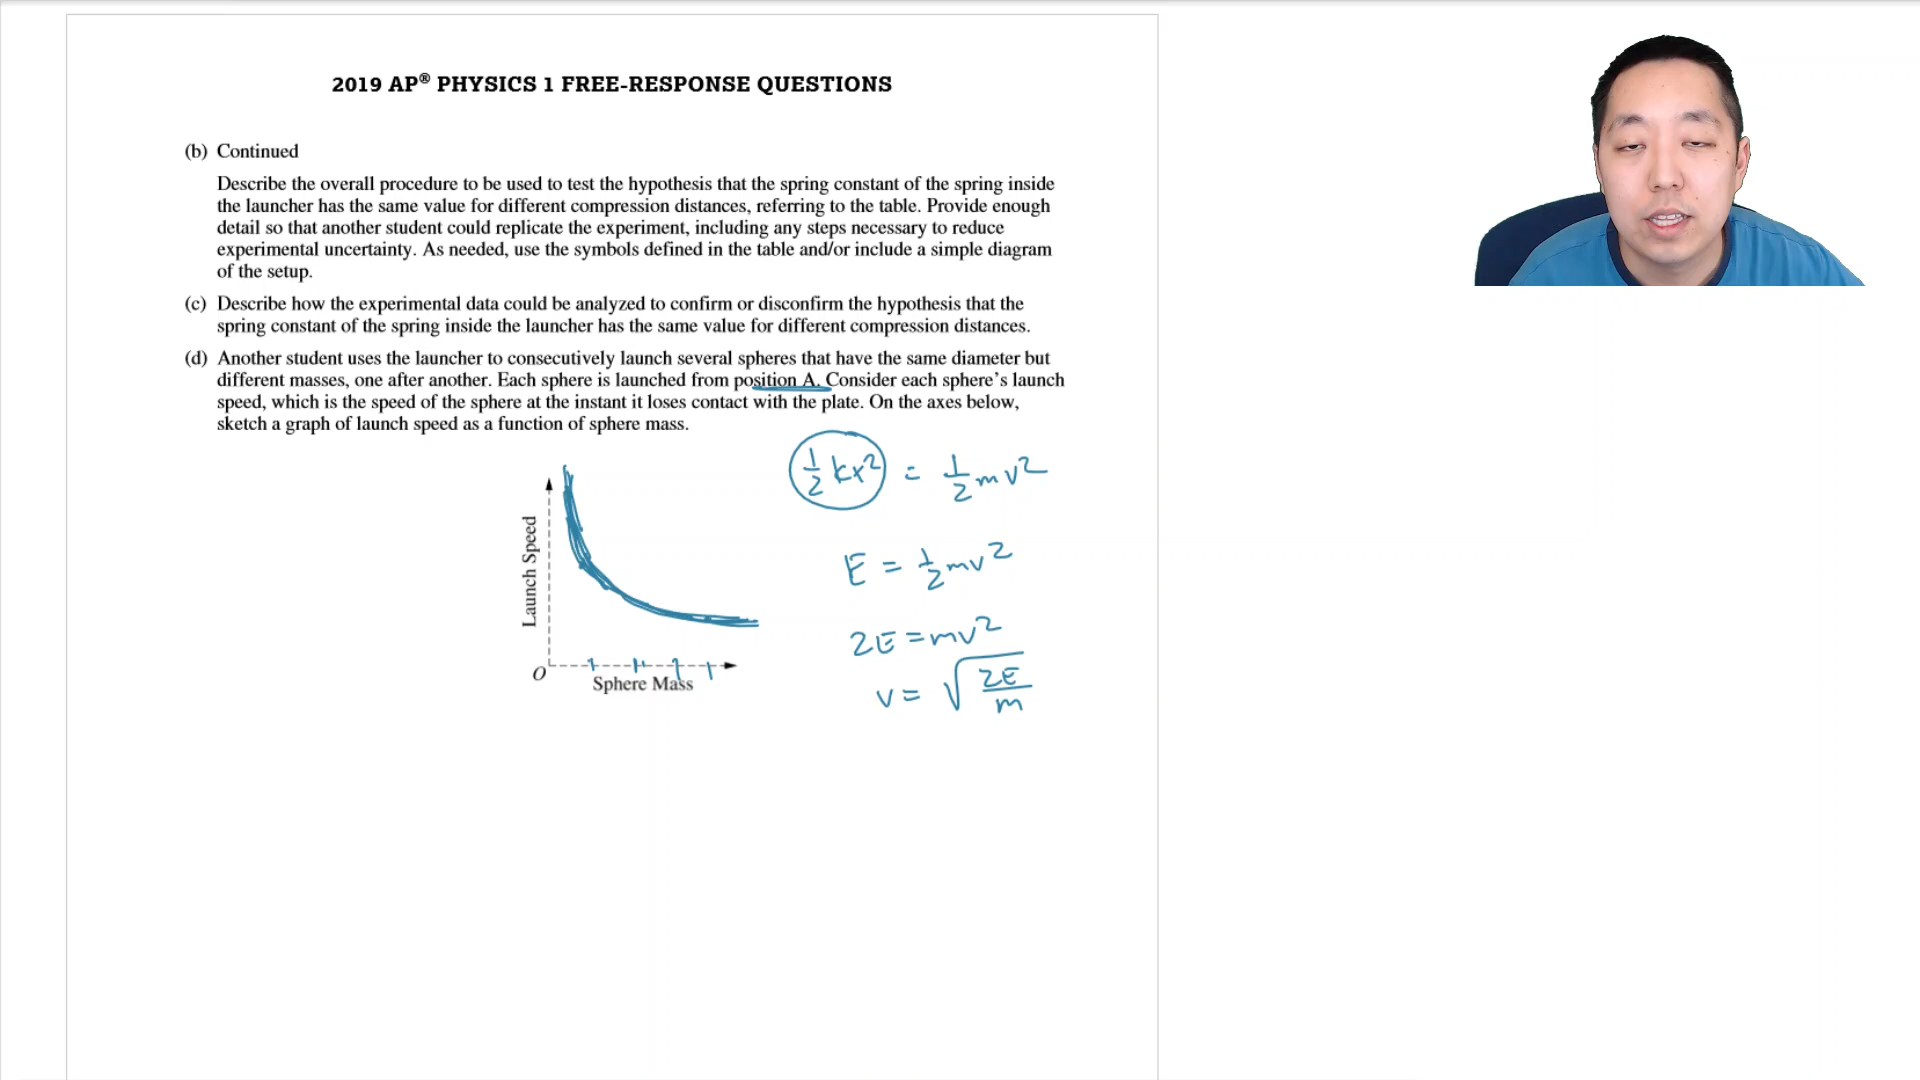 2019 AP® PHYSICS 1 FREE-RESPONSE QUESTIONS
(b) Continued
Describe the overall procedure to be used to test the hypothesis that the spring constant of the spring inside
the launcher has the same value for different compression distances, referring to the table. Provide enough
detail so that another student could replicate the experiment, including any steps necessary to reduce
experimental uncertainty. As needed, use the symbols defined in the table and/or include a simple diagram
of the setup.
(c) Describe how the experimental data could be analyzed to confirm or disconfirm the hypothesis that the
spring constant of the spring inside the launcher has the same value for different compression distances.
(d) Another student uses the launcher to consecutively launch several spheres that have the same diameter but
different masses, one after another. Each sphere is launched from position A. Consider each sphere's launch
speed, which is the speed of the sphere at the instant it loses contact with the plate. On the axes below,
sketch a graph of launch speed as a function of sphere mass.
1/2 kx² = 1/2 mv²
E = 1/2 mv²
2E = mv²
v = √(2E/m)
Launch Speed
O
Sphere Mass